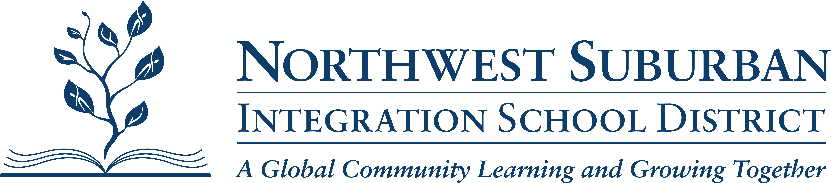 Northwest Suburban
Integration School District
A Global Community Learning and Growing Together